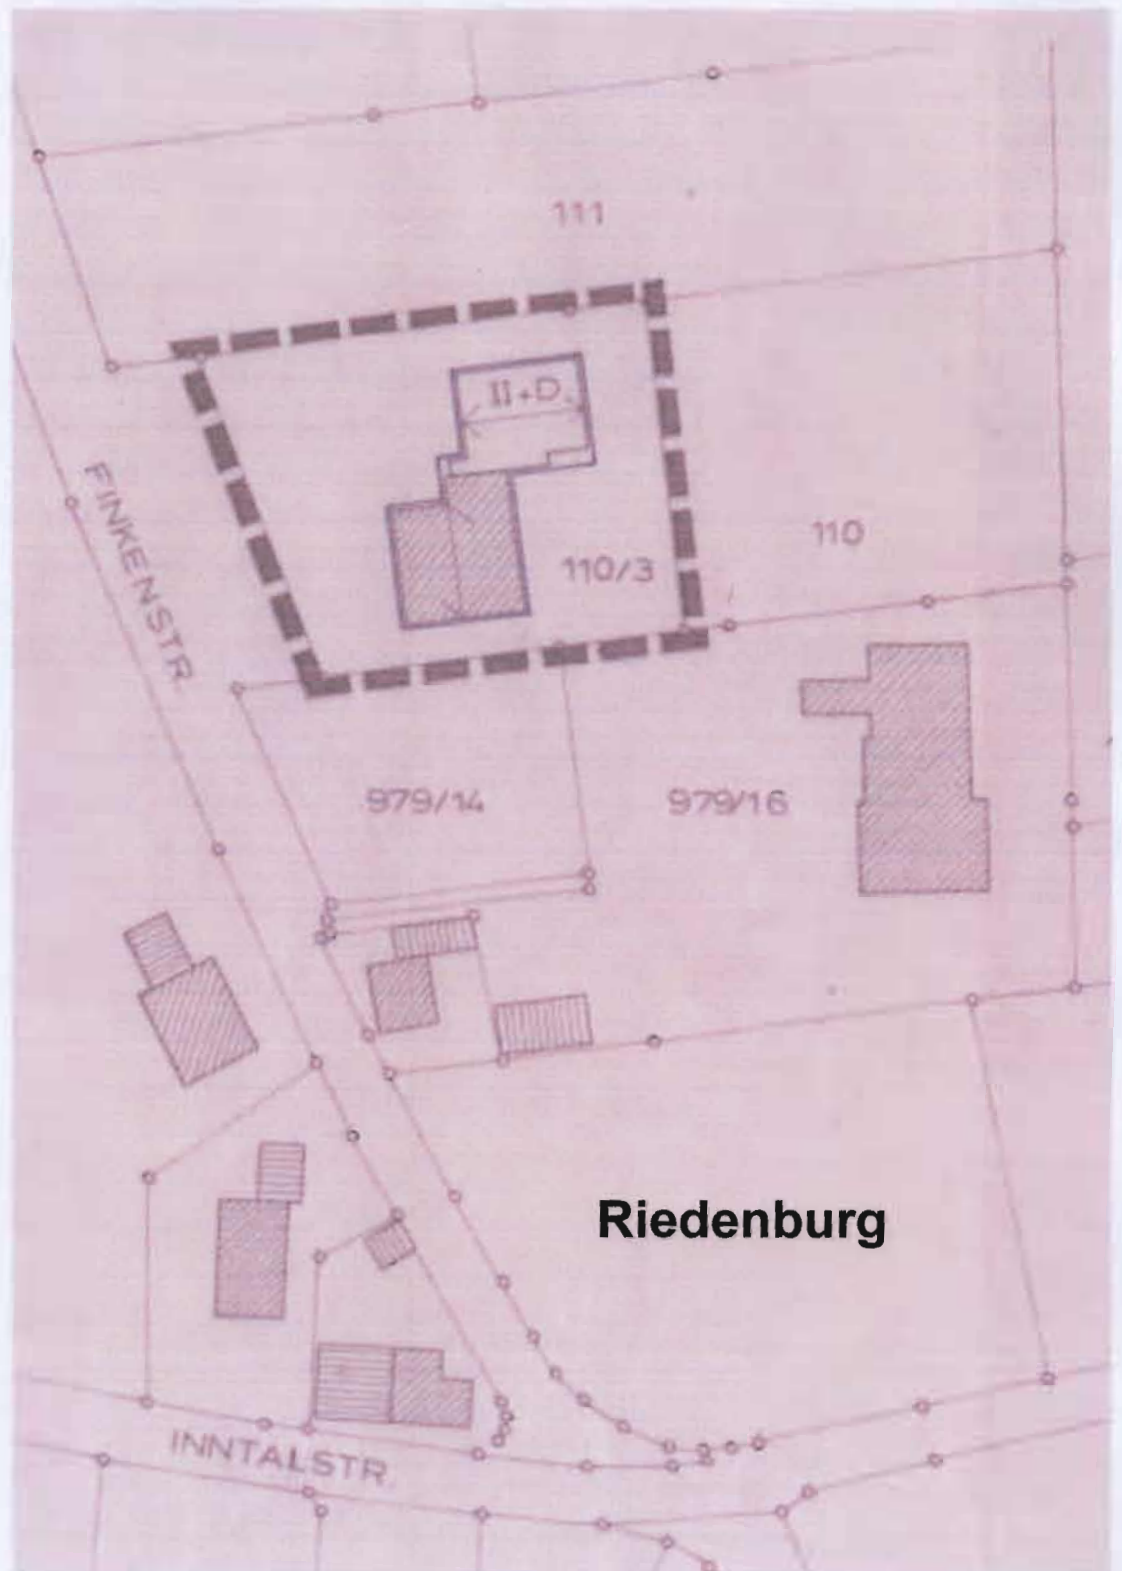 111
II+D
FINKENSTR.
110
110/3
979/14
979/16
Riedenburg
INNTALSTR.